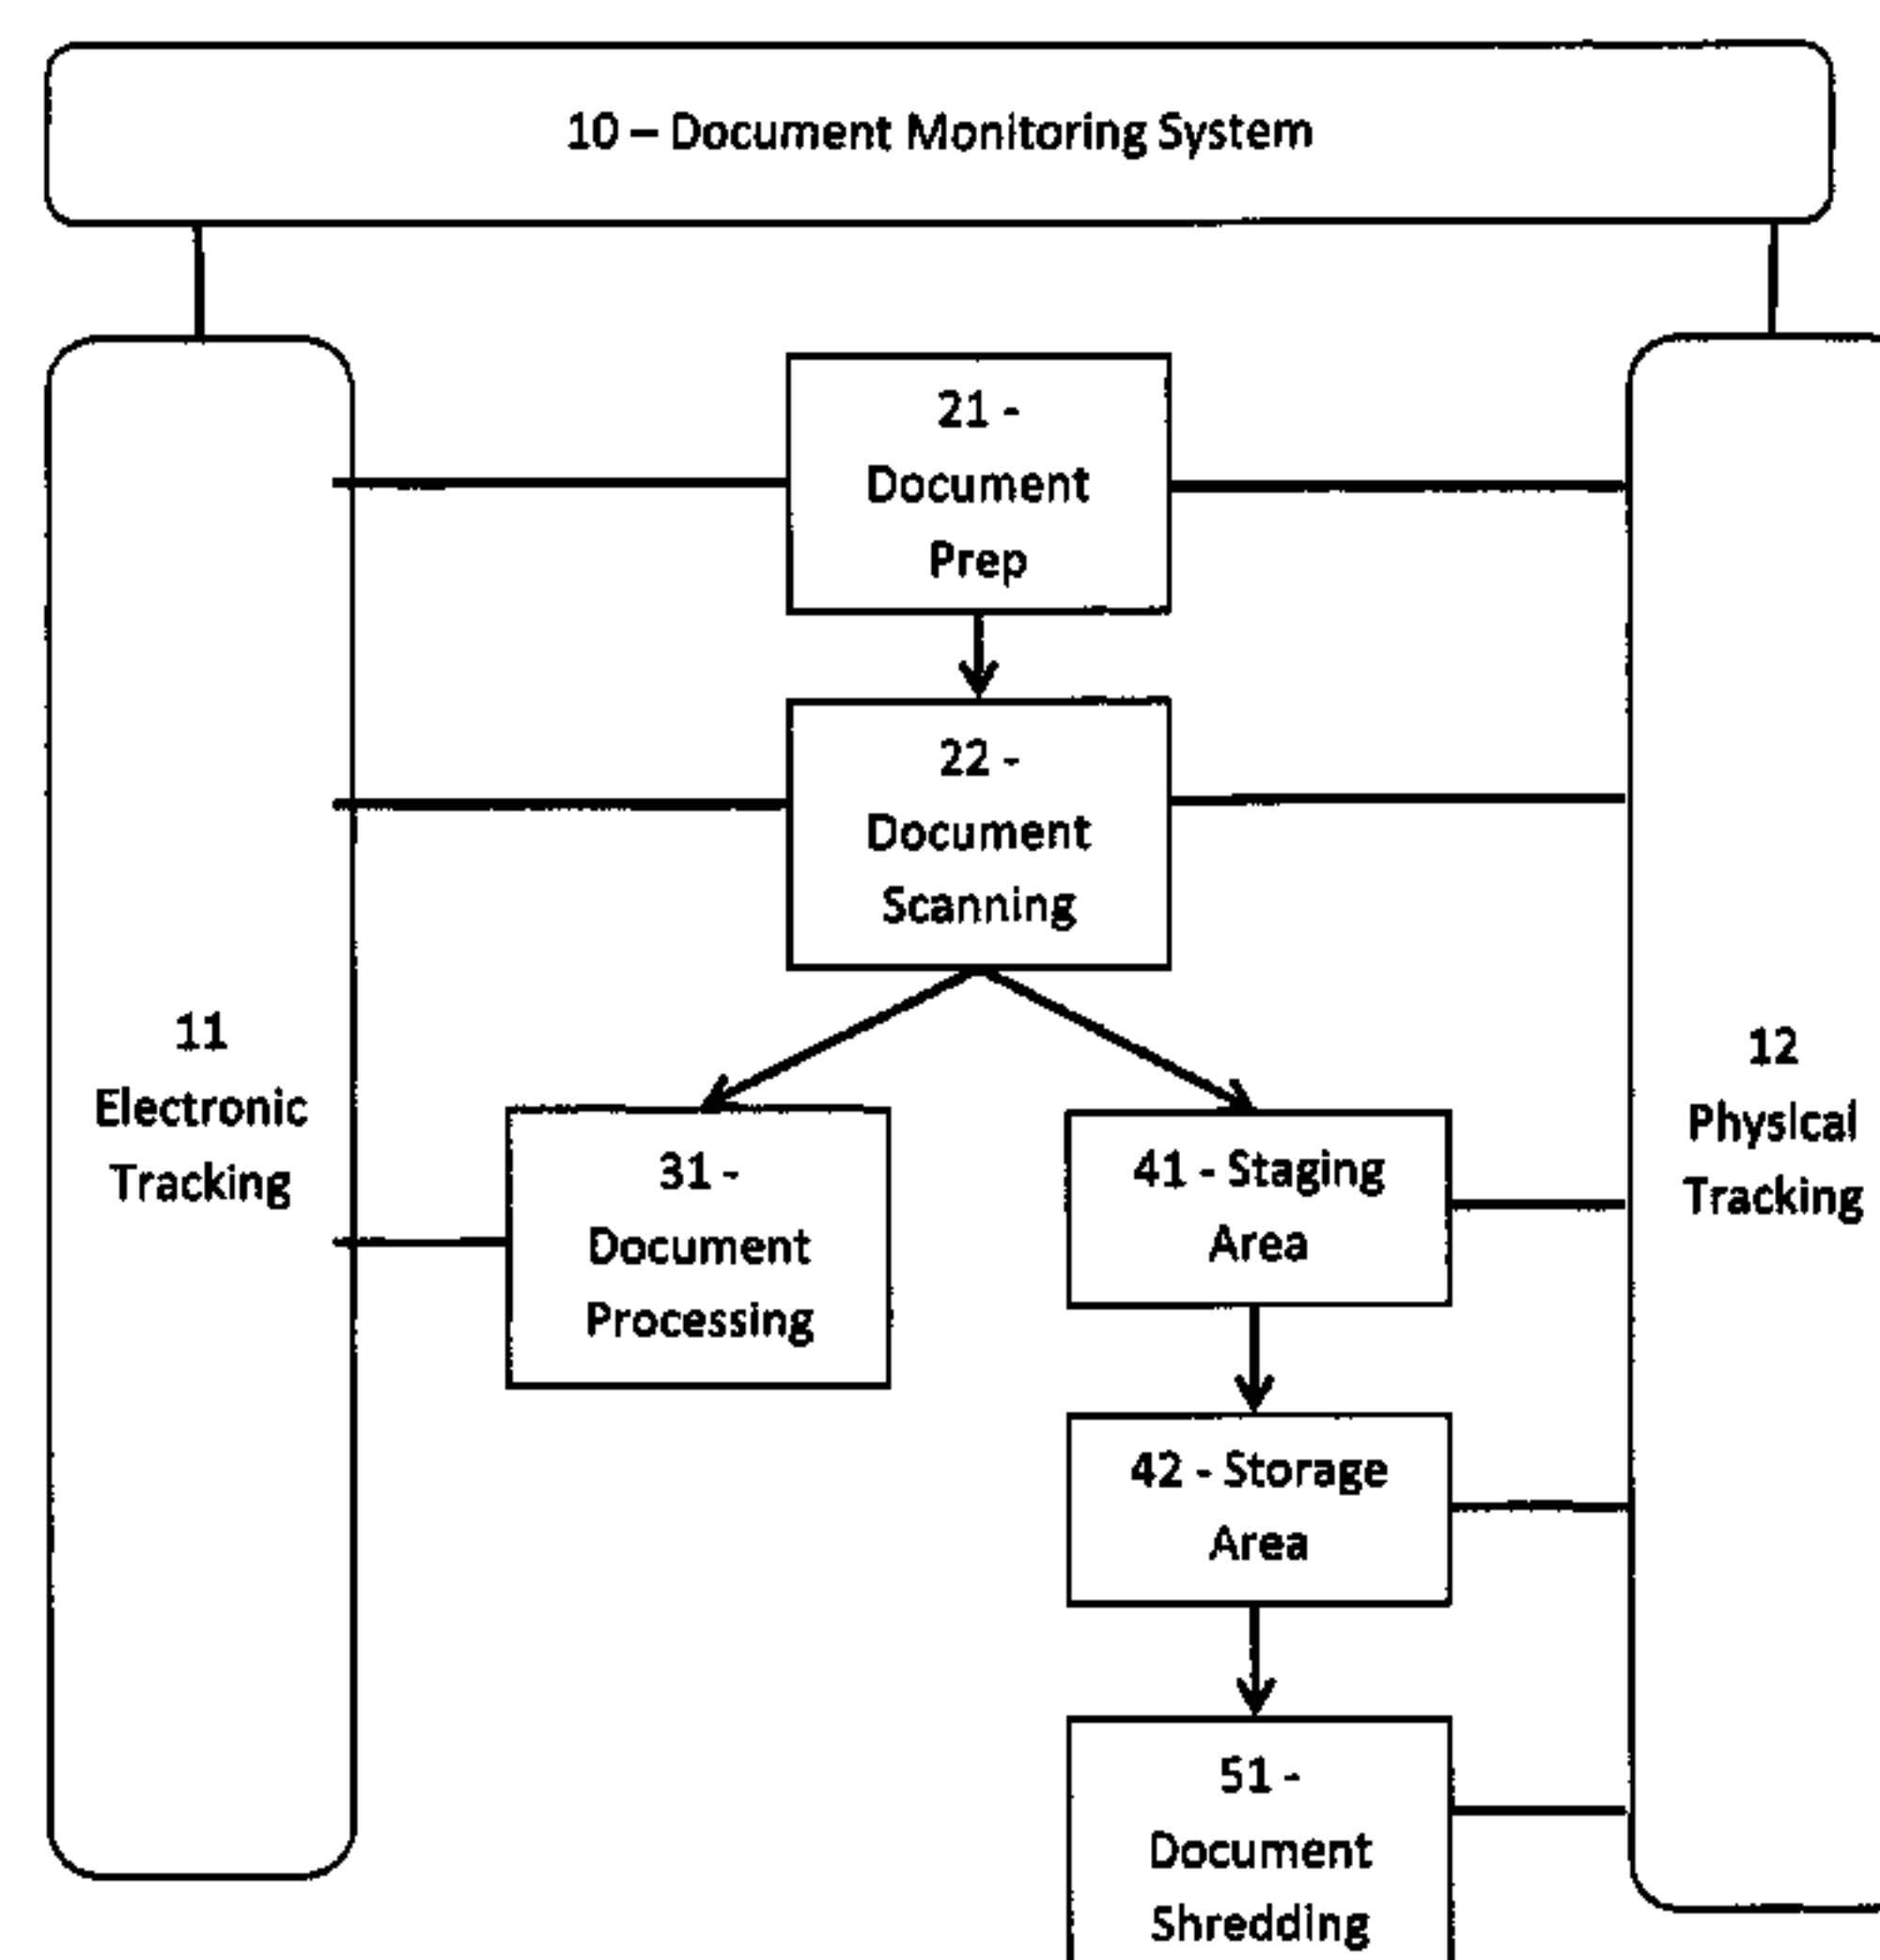 10 – Document Monitoring System
21 -
Document
Prep
22 -
Document
Scanning
11
Electronic
Tracking
12
Physical
Tracking
31 -
Document
Processing
41 - Staging
Area
42 - Storage
Area
51 -
Document
Shredding